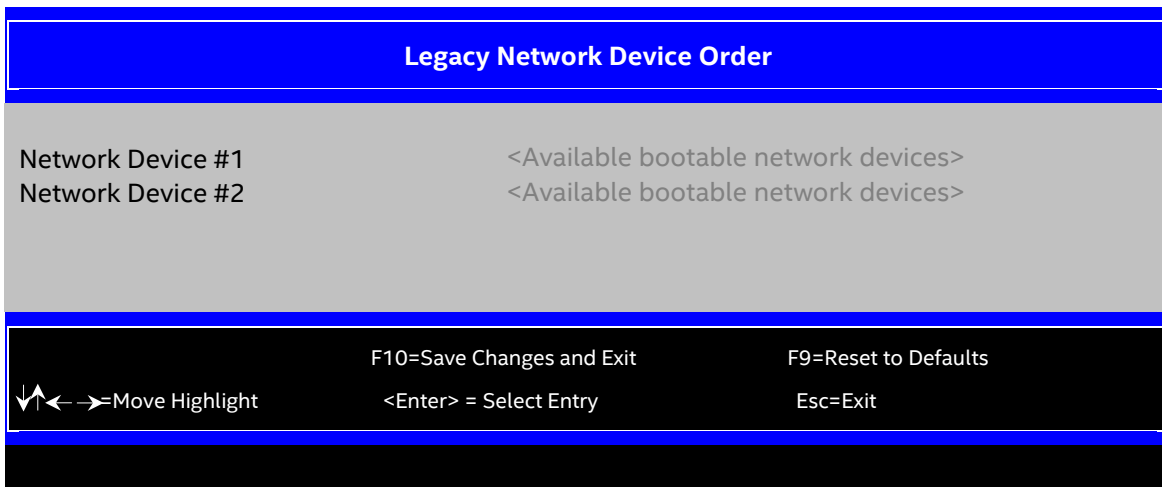 Legacy Network Device Order
Network Device #1 <Available bootable network devices>
Network Device #2 <Available bootable network devices>
F10=Save Changes and Exit F9=Reset to Defaults
↓↑←→=Move Highlight <Enter> = Select Entry Esc=Exit